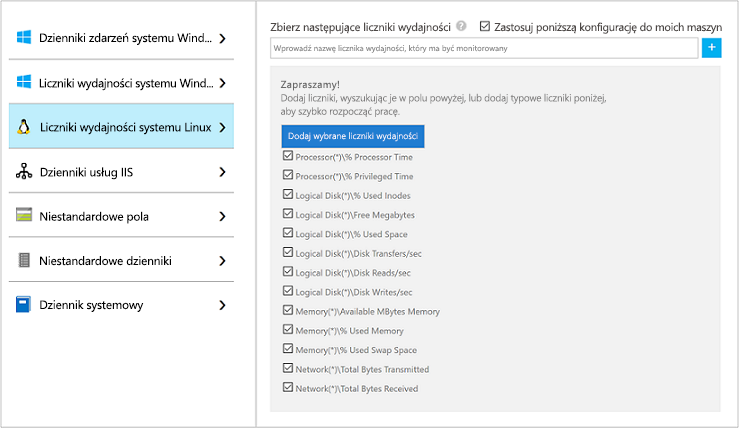 Dzienniki zdarzeń systemu Wind...
Liczniki wydajności systemu Wind...
Liczniki wydajności systemu Linux
Dzienniki usług IIS
Niestandardowe pola
Niestandardowe dzienniki
Dziennik systemowy
Zbierz następujące liczniki wydajności ? Zastosuj poniższą konfigurację do moich maszyn
Wprowadź nazwę licznika wydajności, który ma być monitorowany +
Zapraszamy!
Dodaj liczniki, wyszukując je w polu powyżej, lub dodaj typowe liczniki poniżej,
aby szybko rozpocząć pracę.
Dodaj wybrane liczniki wydajności
Processor(*)\% Processor Time
Processor(*)\% Privileged Time
Logical Disk(*)\% Used Inodes
Logical Disk(*)\Free Megabytes
Logical Disk(*)\% Used Space
Logical Disk(*)\Disk Transfers/sec
Logical Disk(*)\Disk Reads/sec
Logical Disk(*)\Disk Writes/sec
Memory(*)\Available MBytes Memory
Memory(*)\% Used Memory
Memory(*)\% Used Swap Space
Network(*)\Total Bytes Transmitted
Network(*)\Total Bytes Received